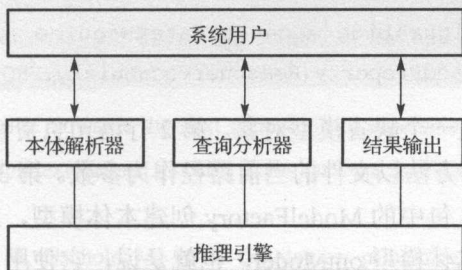 系统用户
本体解析器
查询分析器
结果输出
推理引擎